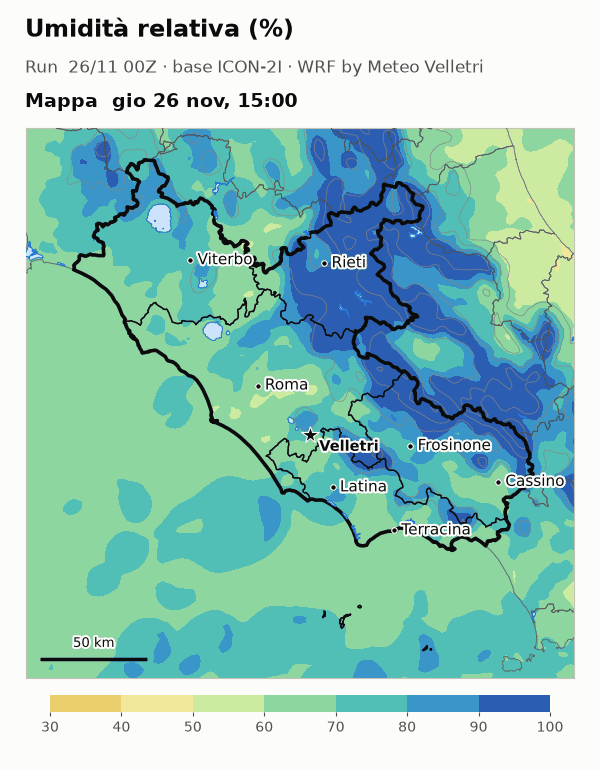 Umidità relativa (%)
Run  26/11 00Z · base ICON-2I · WRF by Meteo Velletri
Mappa  gio 26 nov, 15:00
Viterbo
Rieti
Roma
Velletri
Frosinone
Latina
Cassino
Terracina
50 km
30 40 50 60 70 80 90 100